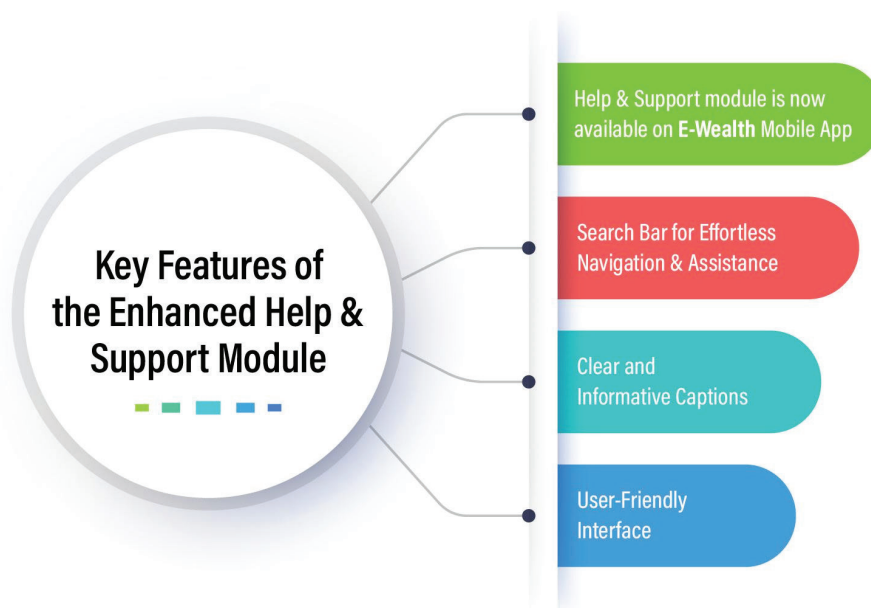 Key Features of
the Enhanced Help &
Support Module
Help & Support module is now
available on E-Wealth Mobile App
Search Bar for Effortless
Navigation & Assistance
Clear and
Informative Captions
User-Friendly
Interface